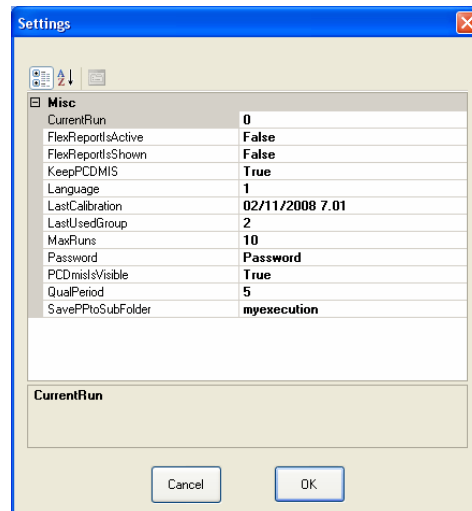 Settings
Misc
CurrentRun 0
FlexReportIsActive False
FlexReportIsShown False
KeepPCDMIS True
Language 1
LastCalibration 02/11/2008 7.01
LastUsedGroup 2
MaxRuns 10
Password Password
PCDmisIsVisible True
QualPeriod 5
SavePPtoSubFolder myexecution
CurrentRun
Cancel OK